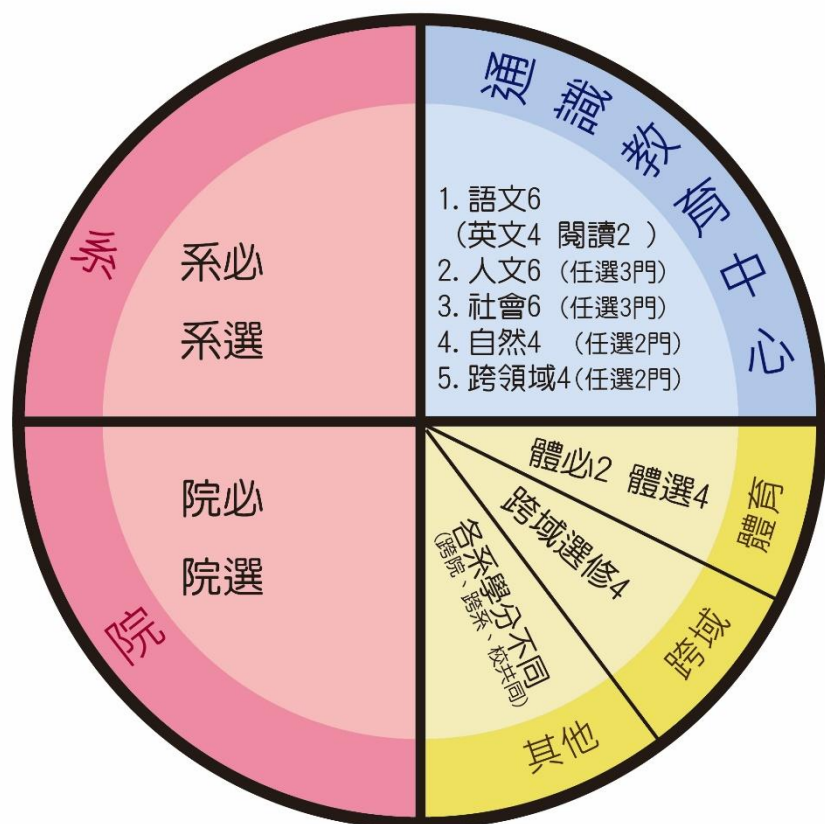 系
系必
系選
通識教育中心
1. 語文6
(英文4 閱讀2 )
2. 人文6 (任選3門)
3. 社會6 (任選3門)
4. 自然4 (任選2門)
5. 跨領域4(任選2門)
院必
院選
院
體必2 體選4
體育
跨域選修4
跨域
各系學分不同
(跨院、跨系、校共同)
其他